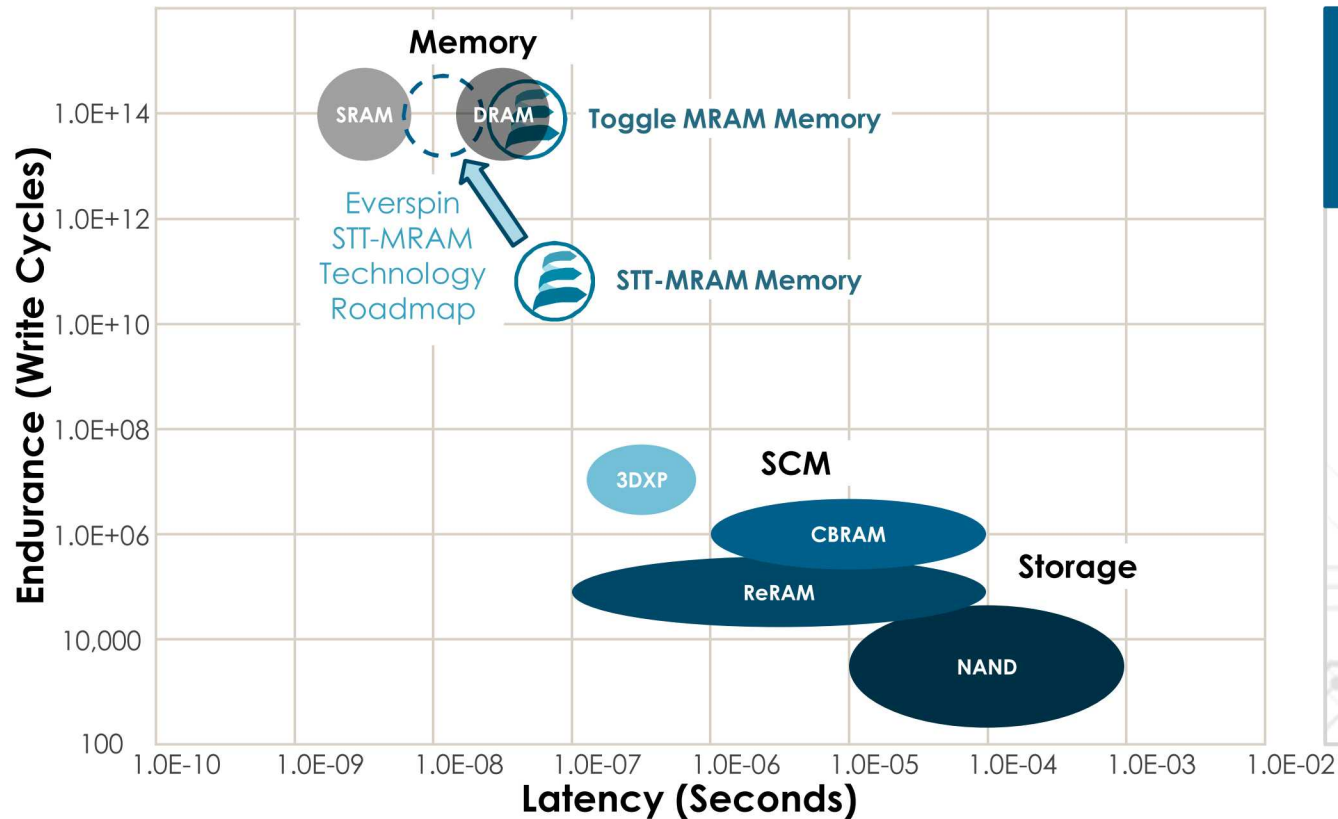 Memory
1.0E+14
SRAM
DRAM
Toggle MRAM Memory
Everspin
STT-MRAM
Technology
Roadmap
1.0E+12
STT-MRAM Memory
1.0E+10
Endurance (Write Cycles)
1.0E+08
SCM
3DXP
1.0E+06
CBRAM
Storage
ReRAM
10,000
NAND
100
1.0E-10 1.0E-09 1.0E-08 1.0E-07 1.0E-06 1.0E-05 1.0E-04 1.0E-03 1.0E-02
Latency (Seconds)